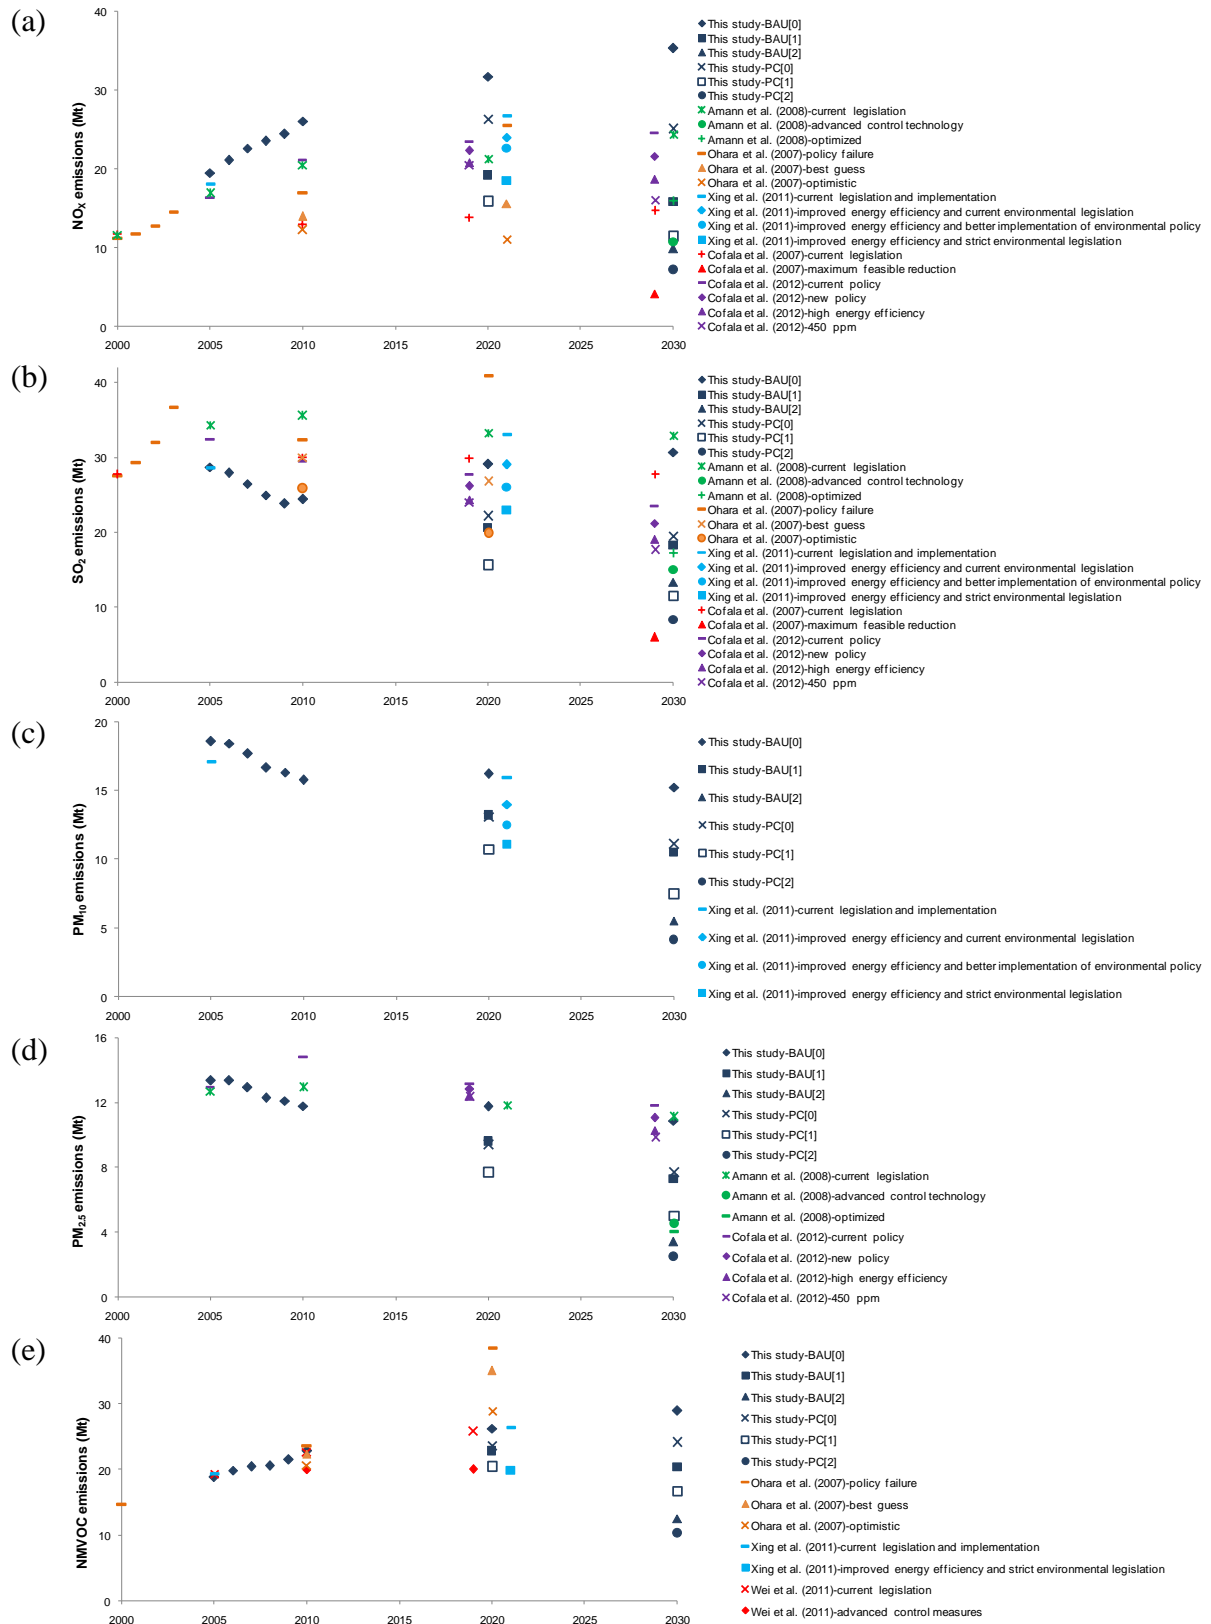 (a)
NOX emissions (Mt)
40
30
20
10
0
2000 2005 2010 2015 2020 2025 2030
This study-BAU[0]
This study-BAU[1]
This study-BAU[2]
This study-PC[0]
This study-PC[1]
This study-PC[2]
Amann et al. (2008)-current legislation
Amann et al. (2008)-advanced control technology
Amann et al. (2008)-optimized
Ohara et al. (2007)-policy failure
Ohara et al. (2007)-best guess
Ohara et al. (2007)-optimistic
Xing et al. (2011)-current legislation and implementation
Xing et al. (2011)-improved energy efficiency and current environmental legislation
Xing et al. (2011)-improved energy efficiency and better implementation of environmental policy
Xing et al. (2011)-improved energy efficiency and strict environmental legislation
Cofala et al. (2007)-current legislation
Cofala et al. (2007)-maximum feasible reduction
Cofala et al. (2012)-current policy
Cofala et al. (2012)-new policy
Cofala et al. (2012)-high energy efficiency
Cofala et al. (2012)-450 ppm
(b)
SO2 emissions (Mt)
40
30
20
10
0
2000 2005 2010 2015 2020 2025 2030
This study-BAU[0]
This study-BAU[1]
This study-BAU[2]
This study-PC[0]
This study-PC[1]
This study-PC[2]
Amann et al. (2008)-current legislation
Amann et al. (2008)-advanced control technology
Amann et al. (2008)-optimized
Ohara et al. (2007)-policy failure
Ohara et al. (2007)-best guess
Ohara et al. (2007)-optimistic
Xing et al. (2011)-current legislation and implementation
Xing et al. (2011)-improved energy efficiency and current environmental legislation
Xing et al. (2011)-improved energy efficiency and better implementation of environmental policy
Xing et al. (2011)-improved energy efficiency and strict environmental legislation
Cofala et al. (2007)-current legislation
Cofala et al. (2007)-maximum feasible reduction
Cofala et al. (2012)-current policy
Cofala et al. (2012)-new policy
Cofala et al. (2012)-high energy efficiency
Cofala et al. (2012)-450 ppm
(c)
PM10 emissions (Mt)
20
15
10
5
0
2000 2005 2010 2015 2020 2025 2030
This study-BAU[0]
This study-BAU[1]
This study-BAU[2]
This study-PC[0]
This study-PC[1]
This study-PC[2]
Xing et al. (2011)-current legislation and implementation
Xing et al. (2011)-improved energy efficiency and current environmental legislation
Xing et al. (2011)-improved energy efficiency and better implementation of environmental policy
Xing et al. (2011)-improved energy efficiency and strict environmental legislation
(d)
PM2.5 emissions (Mt)
16
12
8
4
0
2000 2005 2010 2015 2020 2025 2030
This study-BAU[0]
This study-BAU[1]
This study-BAU[2]
This study-PC[0]
This study-PC[1]
This study-PC[2]
Amann et al. (2008)-current legislation
Amann et al. (2008)-advanced control technology
Amann et al. (2008)-optimized
Cofala et al. (2012)-current policy
Cofala et al. (2012)-new policy
Cofala et al. (2012)-high energy efficiency
Cofala et al. (2012)-450 ppm
(e)
NMVOC emissions (Mt)
40
30
20
10
0
2000 2005 2010 2015 2020 2025 2030
This study-BAU[0]
This study-BAU[1]
This study-BAU[2]
This study-PC[0]
This study-PC[1]
This study-PC[2]
Ohara et al. (2007)-policy failure
Ohara et al. (2007)-best guess
Ohara et al. (2007)-optimistic
Xing et al. (2011)-current legislation and implementation
Xing et al. (2011)-improved energy efficiency and strict environmental legislation
Wei et al. (2011)-current legislation
Wei et al. (2011)-advanced control measures